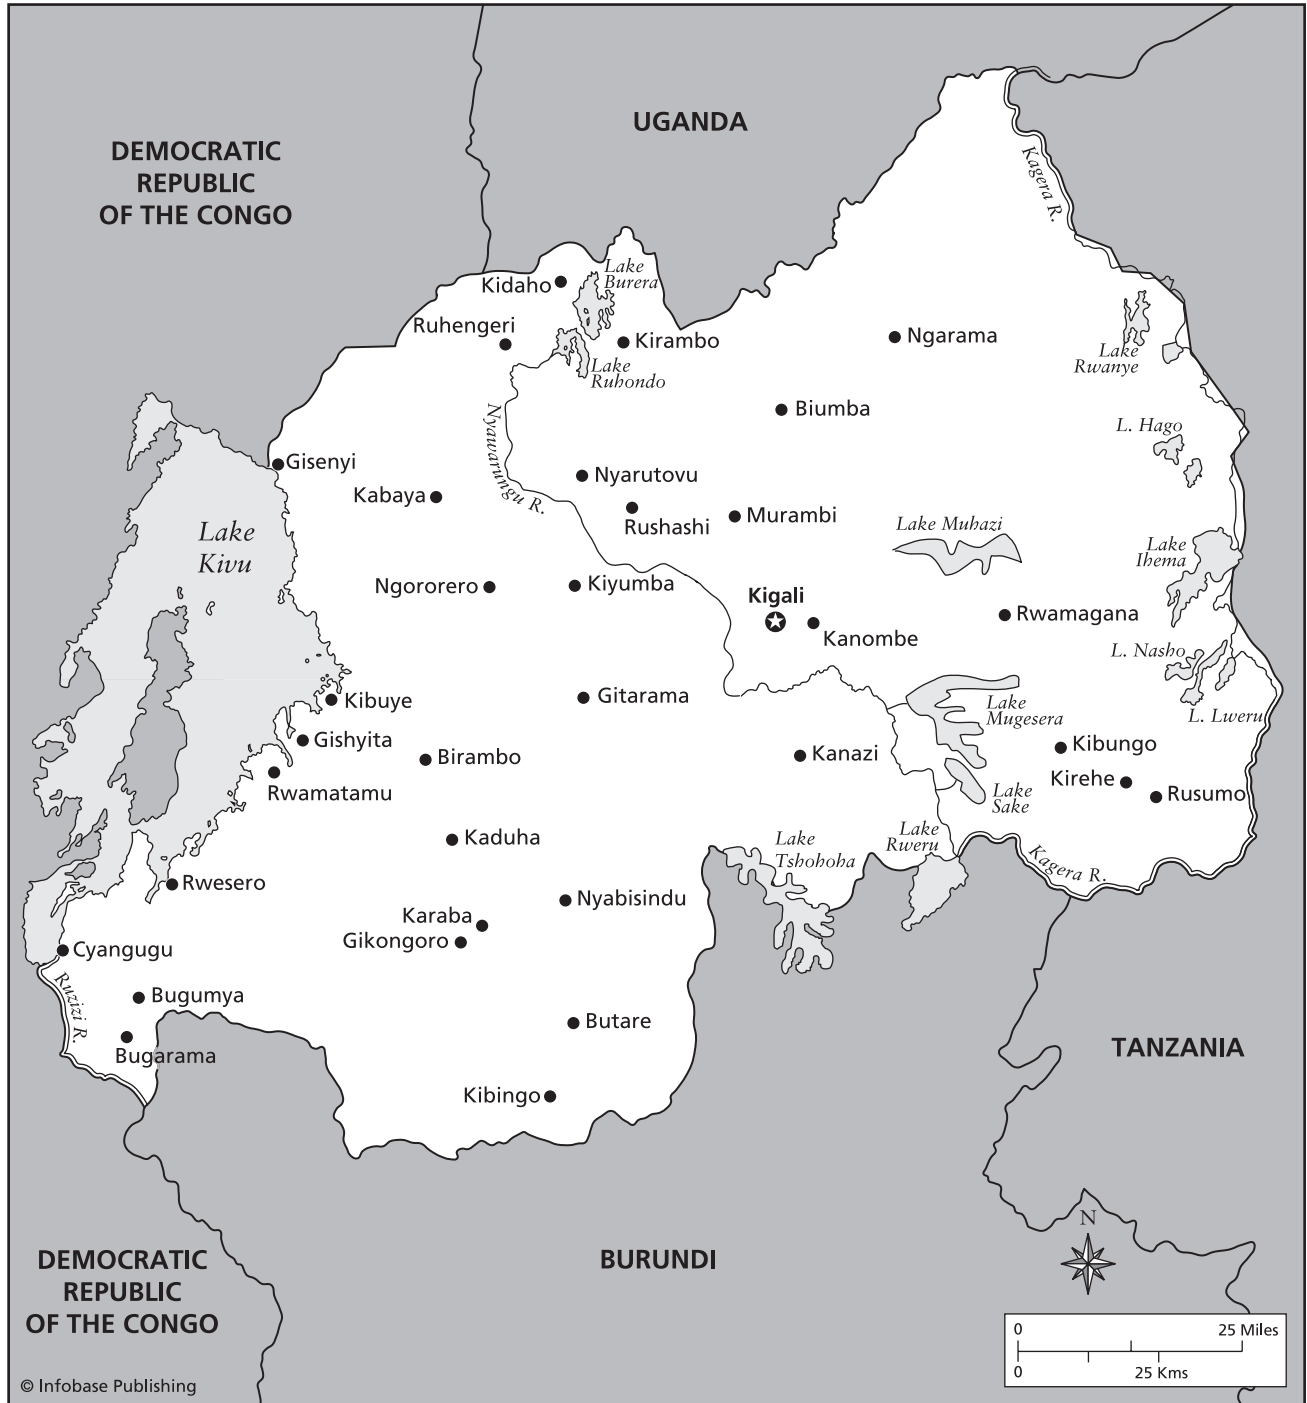 UGANDA
DEMOCRATIC
REPUBLIC
OF THE CONGO
Kagera R.
Lake
Burera
Kidaho
Ruhengeri
Kirambo
Ngarama
Lake
Rwanye
Lake
Ruhondo
Biumba
L. Hago
Nyawarungu R.
Gisenyi
Nyarutovu
Kabaya
Rushashi
Murambi
Lake Muhazi
Lake
Kivu
Lake
Ihema
Ngororero
Kiyumba
Kigali
Kanombe
Rwamagana
L. Nasho
Kibuye
Gitarama
Lake
Mugesera
L. Lweru
Gishyita
Birambo
Kanazi
Kibungo
Kirehe
Rwamatamu
Lake
Sake
Rusumo
Kaduha
Lake
Tshohoha
Lake
Rweru
Kagera R.
Rwesero
Nyabisindu
Karaba
Gikongoro
Cyangugu
Ruzizi R.
Bugumya
Butare
Bugarama
TANZANIA
Kibingo
N
DEMOCRATIC
REPUBLIC
OF THE CONGO
BURUNDI
0 25 Miles
0 25 Kms
© Infobase Publishing